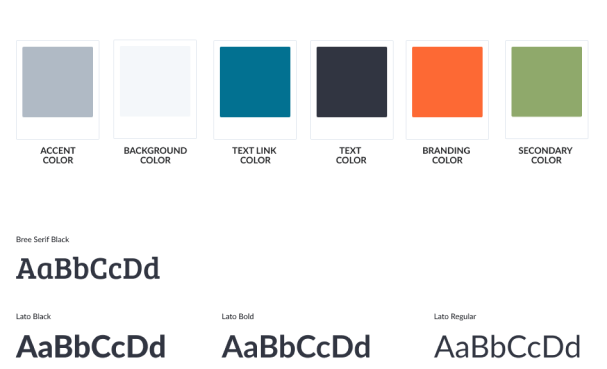 ACCENT
COLOR
BACKGROUND
COLOR
TEXT LINK
COLOR
TEXT
COLOR
BRANDING
COLOR
SECONDARY
COLOR
Bree Serif Black
AaBbCcDd
Lato Black
AaBbCcDd
Lato Bold
AaBbCcDd
Lato Regular
AaBbCcDd